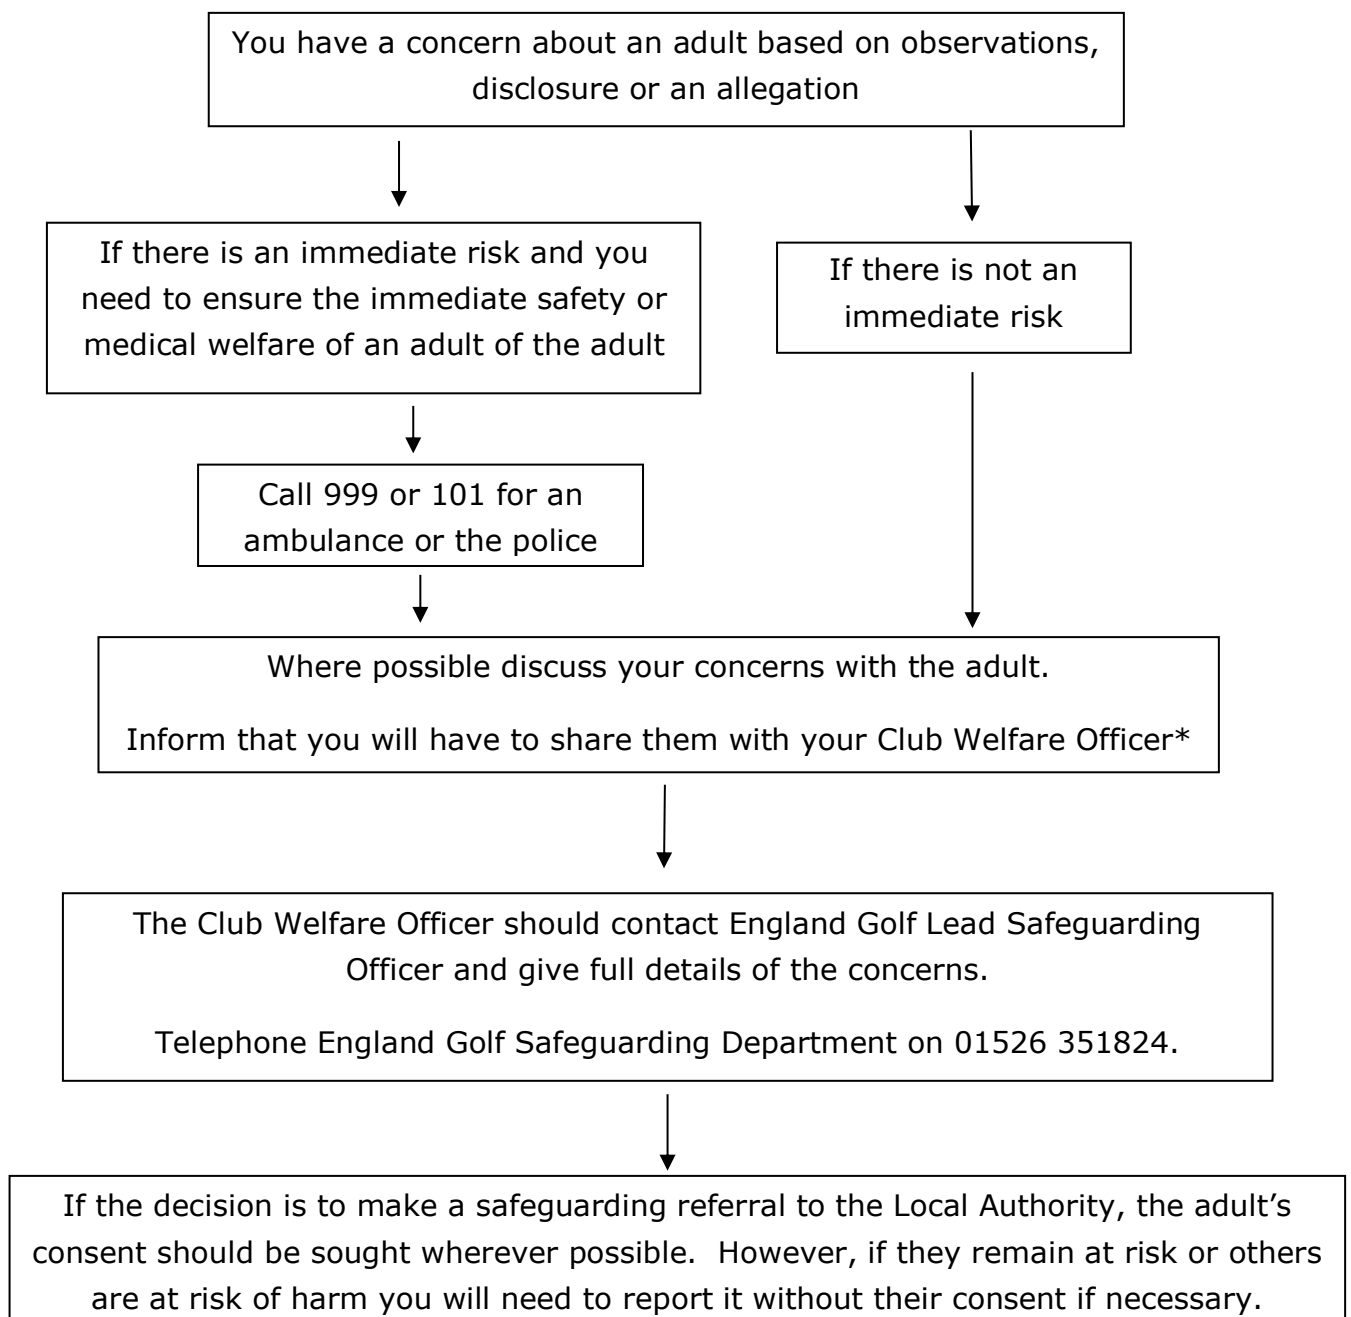 You have a concern about an adult based on observations,
disclosure or an allegation
If there is an immediate risk and you
need to ensure the immediate safety or
medical welfare of an adult of the adult
If there is not an
immediate risk
Call 999 or 101 for an
ambulance or the police
Where possible discuss your concerns with the adult.
Inform that you will have to share them with your Club Welfare Officer*
The Club Welfare Officer should contact England Golf Lead Safeguarding
Officer and give full details of the concerns.
Telephone England Golf Safeguarding Department on 01526 351824.
If the decision is to make a safeguarding referral to the Local Authority, the adult’s
consent should be sought wherever possible.  However, if they remain at risk or others
are at risk of harm you will need to report it without their consent if necessary.